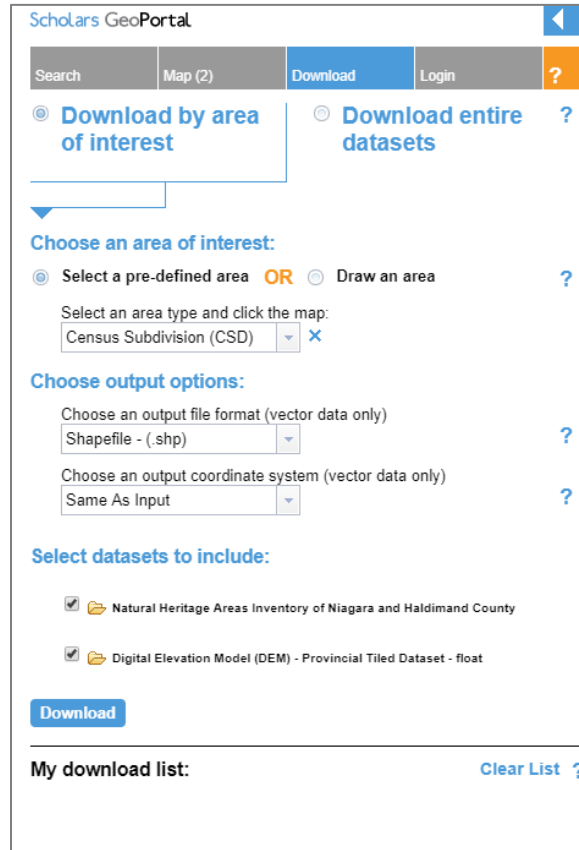 Scholars GeoPortal
Search Map (2) Download Login ?
Download by area Download entire ?
of interest datasets
Choose an area of interest:
Select a pre-defined area OR Draw an area ?
Select an area type and click the map:
Census Subdivision (CSD)
Choose output options:
Choose an output file format (vector data only)
Shapefile - (.shp) ?
Choose an output coordinate system (vector data only)
Same As Input ?
Select datasets to include:
Natural Heritage Areas Inventory of Niagara and Haldimand County
Digital Elevation Model (DEM) - Provincial Tiled Dataset - float
Download
My download list: Clear List ?